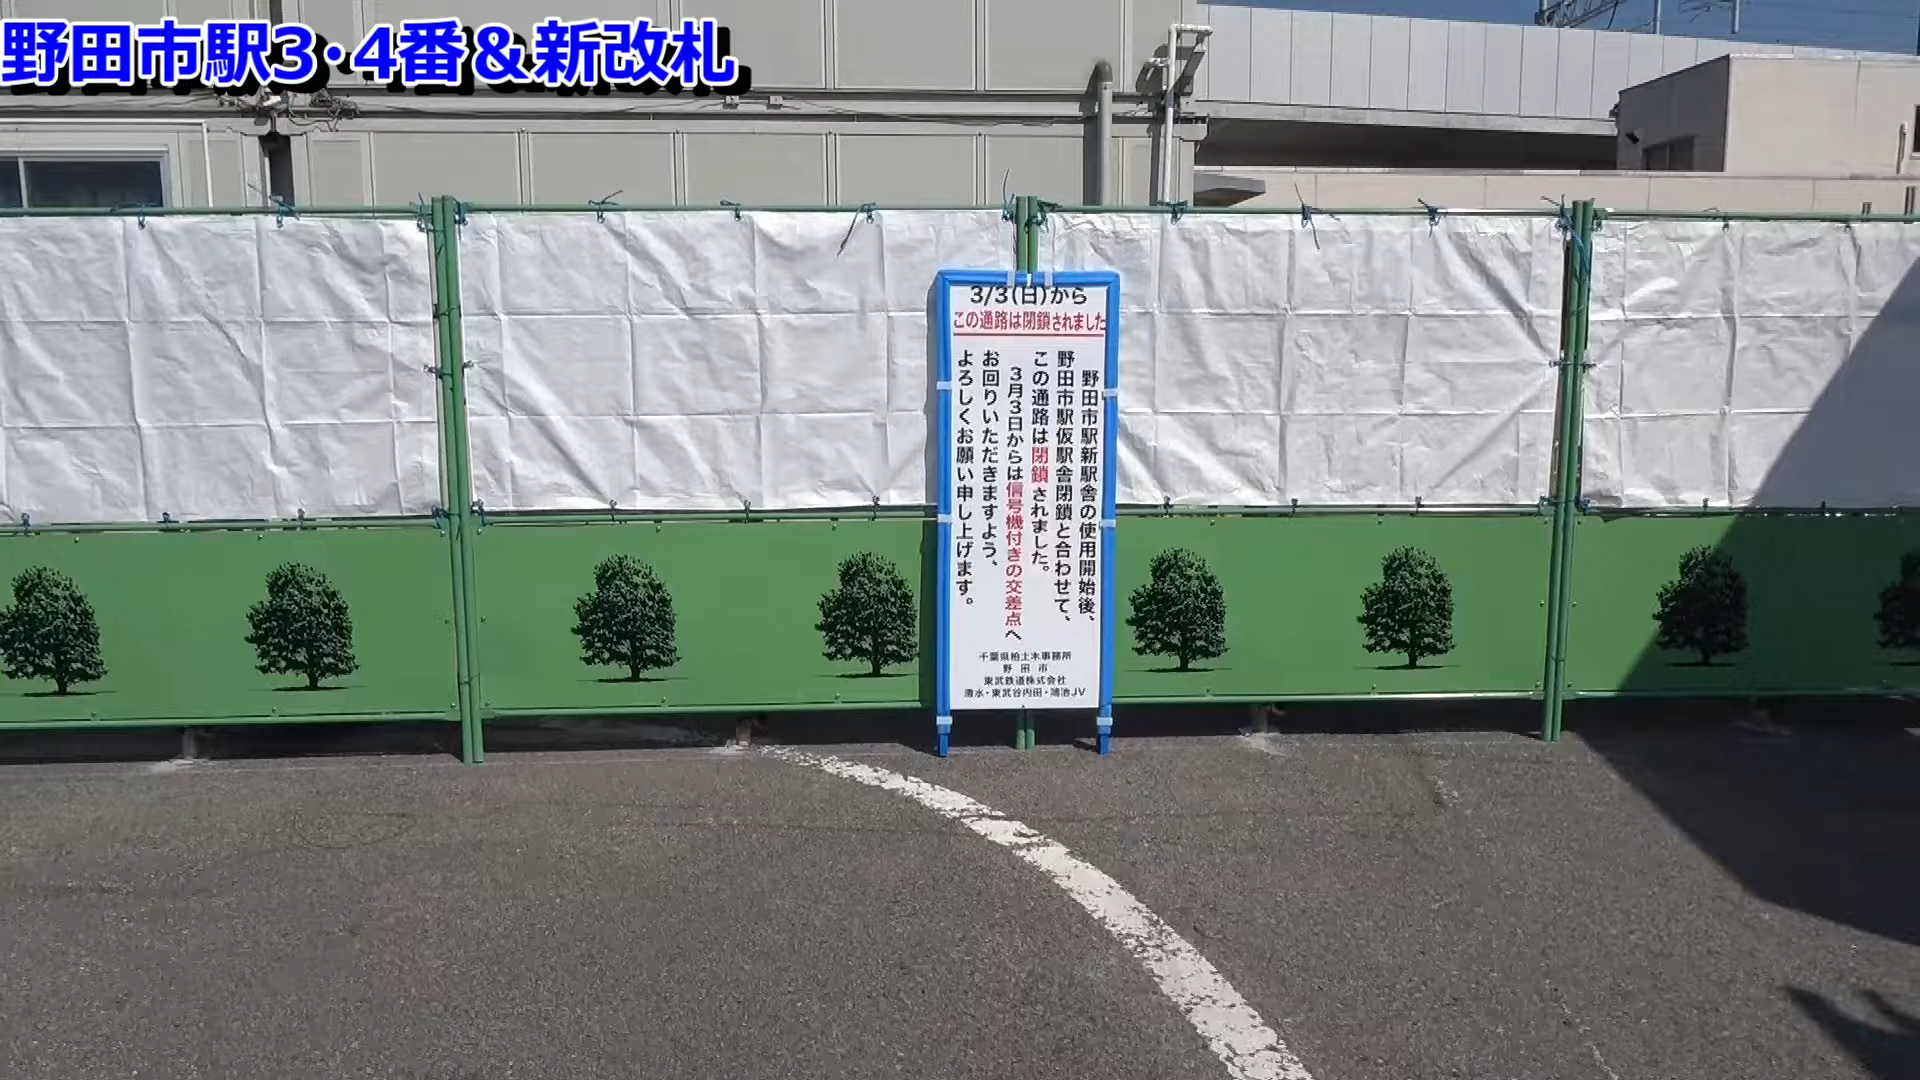 野田市駅3・4番＆新改札
3/3(日)から
この通路は閉鎖されました
野田市駅新駅舎の使用開始後、
野田市駅仮駅舎閉鎖と合わせて、
この通路は閉鎖されました。
3月3日からは信号機付きの交差点へ
お回りいただきますよう、
よろしくお願い申し上げます。
千葉県柏土木事務所
野田市
東武鉄道株式会社
清水・東武谷内田・鴻池JV